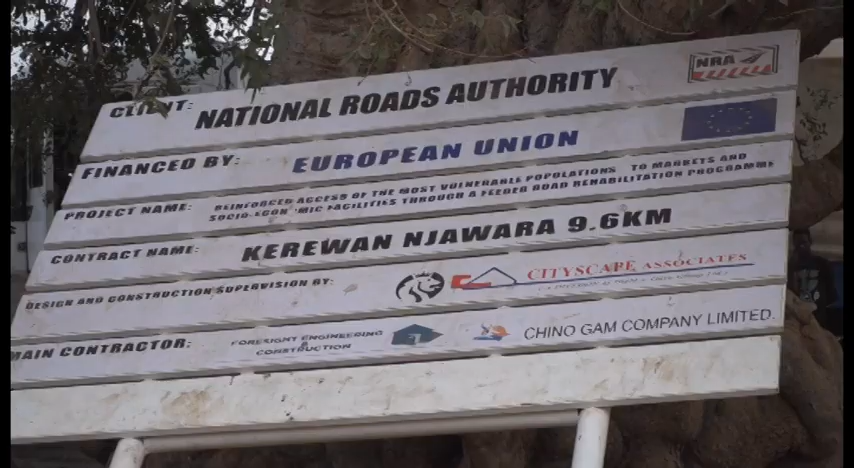 CLIENT: NATIONAL ROADS AUTHORITY NRA
FINANCED BY: EUROPEAN UNION
PROJECT NAME: REINFORCED ACCESS OF THE MOST VULNERABLE POPULATIONS TO MARKETS AND
SOCIO-ECON MIC FACILITIES THROUGH A FEEDER ROAD REHABILITATION PROGRAMME
CONTRACT NAME: KEREWAN NJAWARA 9.6KM
DESIGN AND CONSTRUCTION SUPERVISION BY: CITYSCAPE ASSOCIATES
MAIN CONTRACTOR: FORESIGHT ENGINEERING
&
CONSTRUCTION
CHINO GAM COMPANY LIMITED.